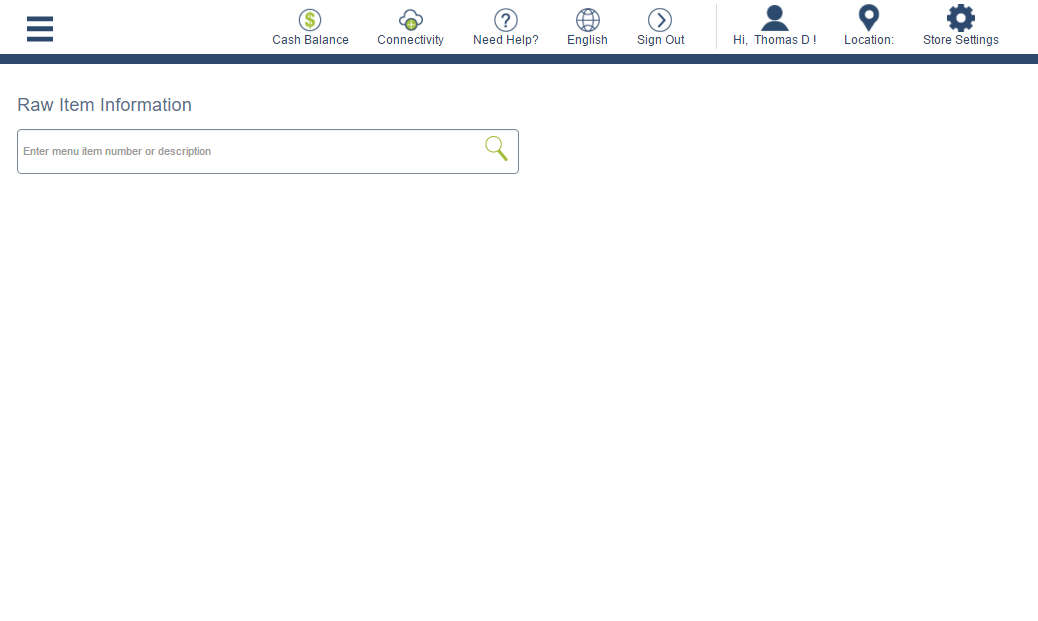 Cash Balance
Connectivity
Need Help?
English
Sign Out
Hi, Thomas D !
Location:
Store Settings
Raw Item Information
Enter menu item number or description